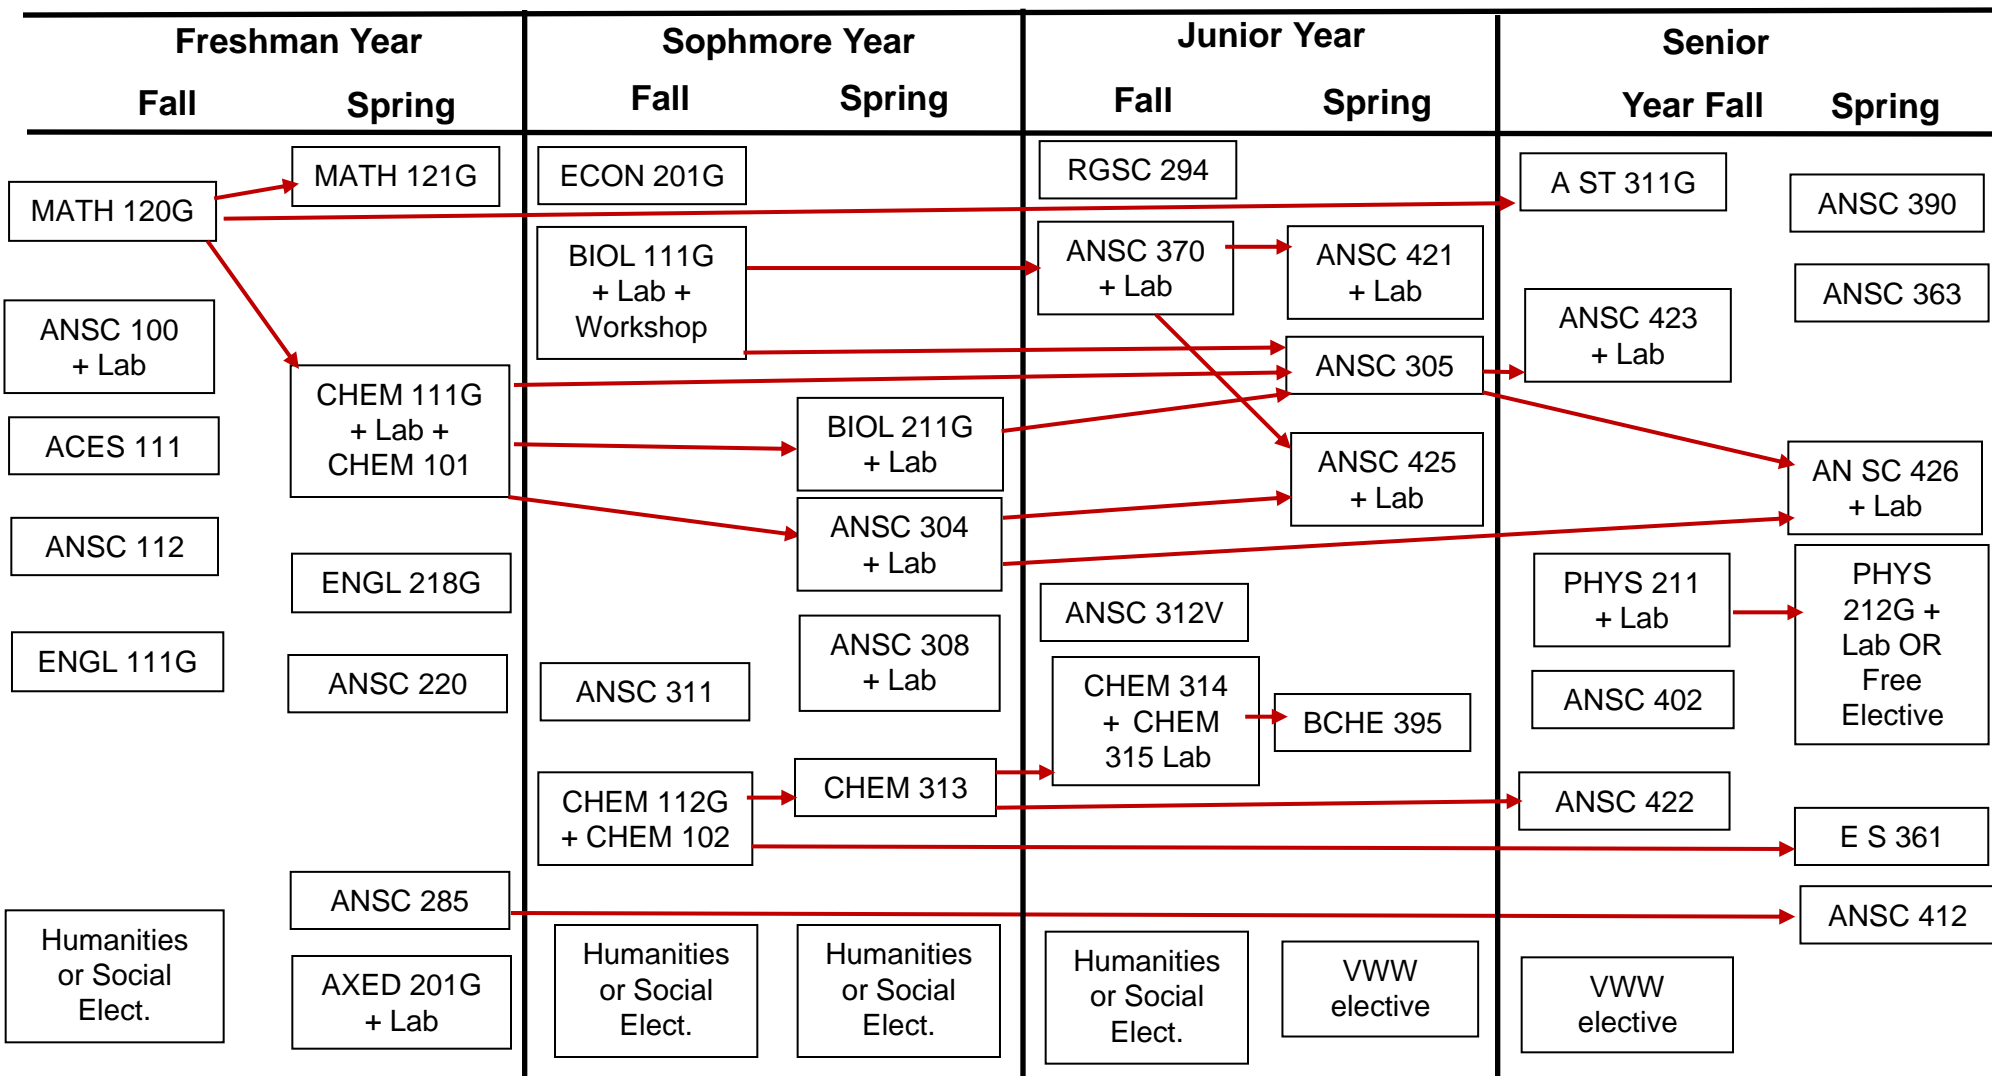 Freshman Year
Sophmore Year
Junior Year
Senior
Fall
Spring
Fall
Spring
Fall
Spring
Year Fall
Spring
MATH 120G
ANSC 100
+ Lab
ACES 111
ANSC 112
ENGL 111G
Humanities
or Social
Elect.
MATH 121G
CHEM 111G
+ Lab +
CHEM 101
ENGL 218G
ANSC 220
ANSC 285
AXED 201G
+ Lab
ECON 201G
BIOL 111G
+ Lab +
Workshop
ANSC 311
CHEM 112G
+ CHEM 102
Humanities
or Social
Elect.
BIOL 211G
+ Lab
ANSC 304
+ Lab
ANSC 308
+ Lab
CHEM 313
Humanities
or Social
Elect.
RGSC 294
ANSC 370
+ Lab
ANSC 312V
CHEM 314
+ CHEM
315 Lab
Humanities
or Social
Elect.
ANSC 421
+ Lab
ANSC 305
ANSC 425
+ Lab
BCHE 395
VWW
elective
A ST 311G
ANSC 423
+ Lab
PHYS 211
+ Lab
ANSC 402
ANSC 422
VWW
elective
ANSC 390
ANSC 363
AN SC 426
+ Lab
PHYS
212G +
Lab OR
Free
Elective
E S 361
ANSC 412